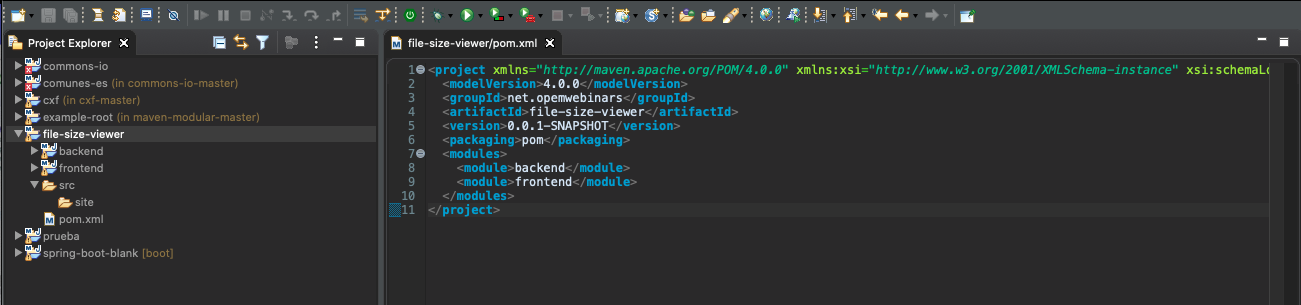 Project Explorer
commons-io
comunes-es (in commons-io-master)
cxf (in cxf-master)
example-root (in maven-modular-master)
file-size-viewer
backend
frontend
src
site
pom.xml
prueba
spring-boot-blank [boot]
file-size-viewer/pom.xml
1 <project xmlns="http://maven.apache.org/POM/4.0.0" xmlns:xsi="http://www.w3.org/2001/XMLSchema-instance" xsi:schemaLo
2 <modelVersion>4.0.0</modelVersion>
3 <groupId>net.opemwebinars</groupId>
4 <artifactId>file-size-viewer</artifactId>
5 <version>0.0.1-SNAPSHOT</version>
6 <packaging>pom</packaging>
7 <modules>
8 <module>backend</module>
9 <module>frontend</module>
10 </modules>
11 </project>